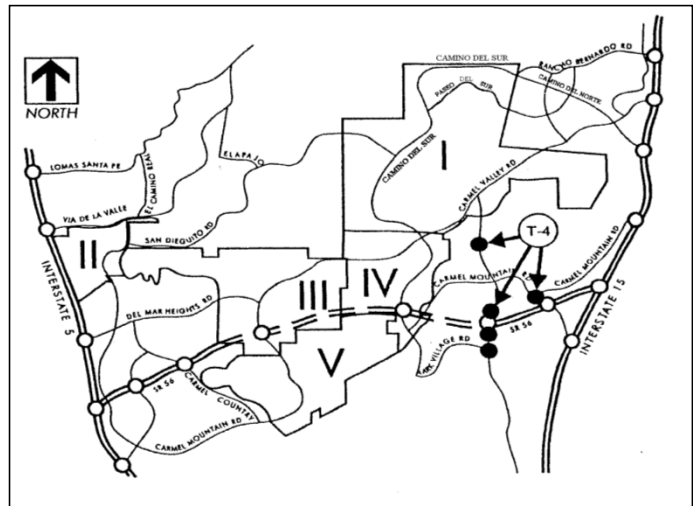 NORTH
CAMINO DEL SUR
RANCHO BERNARDO RD
PASEO DEL SUR
CAMINO DEL NORTE
LOMAS SANTA FE
EL CAMINO REAL
EL APAJO
CAMINO DEL SUR
I
CARMEL VALLEY RD
VIA DE LA VALLE
SAN DIEGUITO RD
II
T-4
CARMEL MOUNTAIN RD
CARMEL MOUNTAIN RD
INTERSTATE 5
DEL MAR HEIGHTS RD
III
IV
V
SR 56
INTERSTATE 15
PARK VILLAGE RD
SR 56
CARMEL COUNTRY
CARMEL MOUNTAIN RD